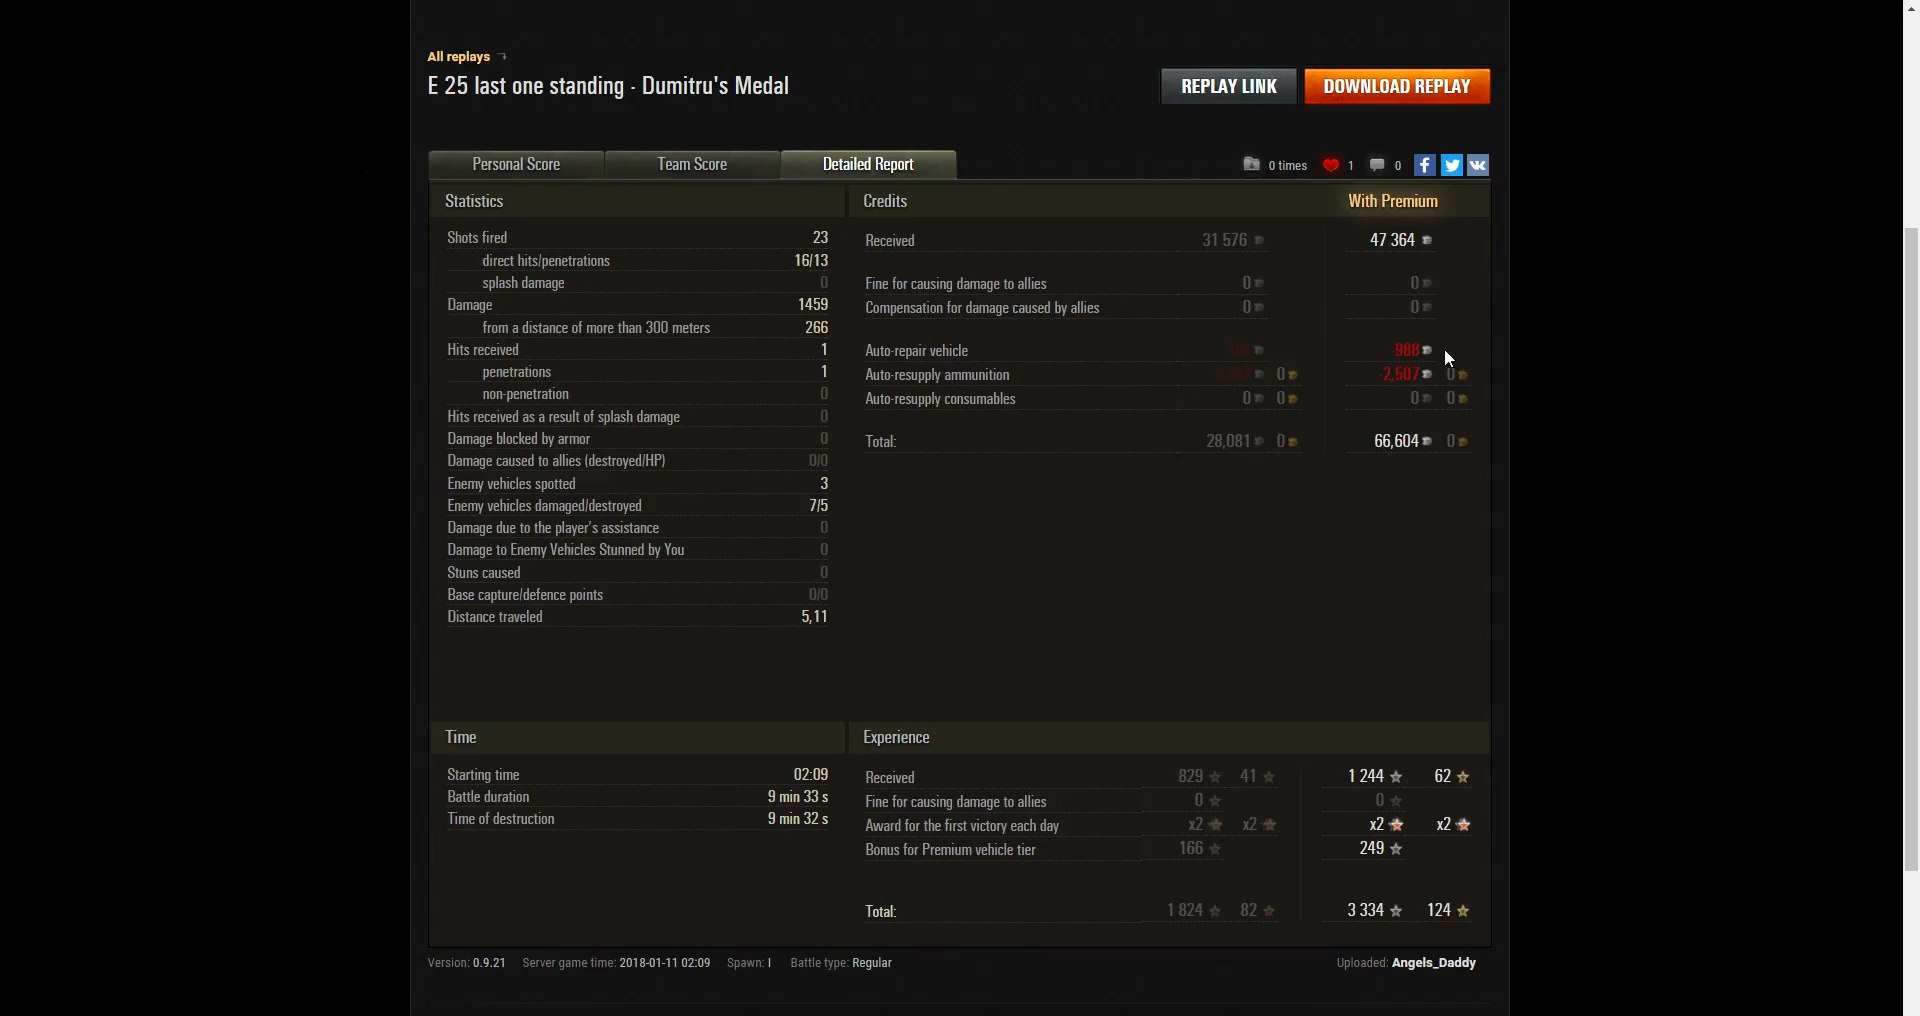 All replays
E 25 last one standing - Dumitru's Medal
REPLAY LINK
DOWNLOAD REPLAY
Personal Score
Team Score
Detailed Report
0 times
1
0
Statistics
Shots fired 23
direct hits/penetrations 16/13
splash damage 0
Damage 1459
from a distance of more than 300 meters 266
Hits received 1
penetrations 1
non-penetration 0
Hits received as a result of splash damage 0
Damage blocked by armor 0
Damage caused to allies (destroyed/HP) 0/0
Enemy vehicles spotted 3
Enemy vehicles damaged/destroyed 7/5
Damage due to the player's assistance 0
Damage to Enemy Vehicles Stunned by You 0
Stuns caused 0
Base capture/defence points 0/0
Distance traveled 5,11
Credits With Premium
Received 31 576 47 364
Fine for causing damage to allies 0 0
Compensation for damage caused by allies 0 0
Auto-repair vehicle -988
Auto-resupply ammunition 0 -2,507 0
Auto-resupply consumables 0 0 0 0
Total: 28,081 0 66,604 0
Time
Starting time 02:09
Battle duration 9 min 33 s
Time of destruction 9 min 32 s
Experience
Received 829 41 1 244 62
Fine for causing damage to allies 0 0
Award for the first victory each day x2 x2 x2 x2
Bonus for Premium vehicle tier 166 249
Total: 1 824 82 3 334 124
Version: 0.9.21 Server game time: 2018-01-11 02:09 Spawn: I Battle type: Regular
Uploaded: Angels_Daddy